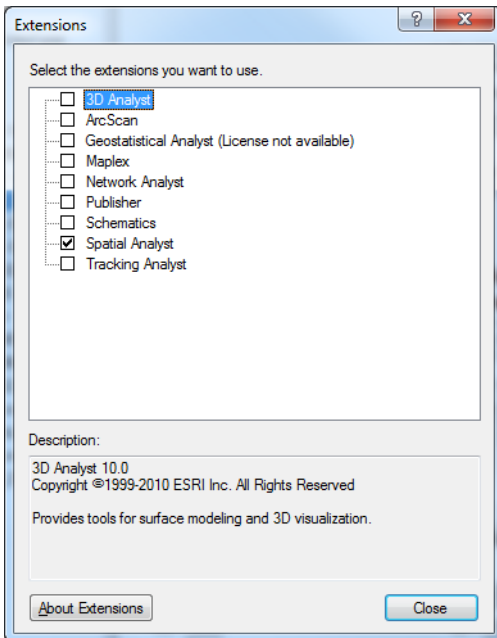 Extensions
Select the extensions you want to use.
3D Analyst
ArcScan
Geostatistical Analyst (License not available)
Maplex
Network Analyst
Publisher
Schematics
Spatial Analyst
Tracking Analyst
Description:
3D Analyst 10.0
Copyright ©1999-2010 ESRI Inc. All Rights Reserved
Provides tools for surface modeling and 3D visualization.
About Extensions
Close